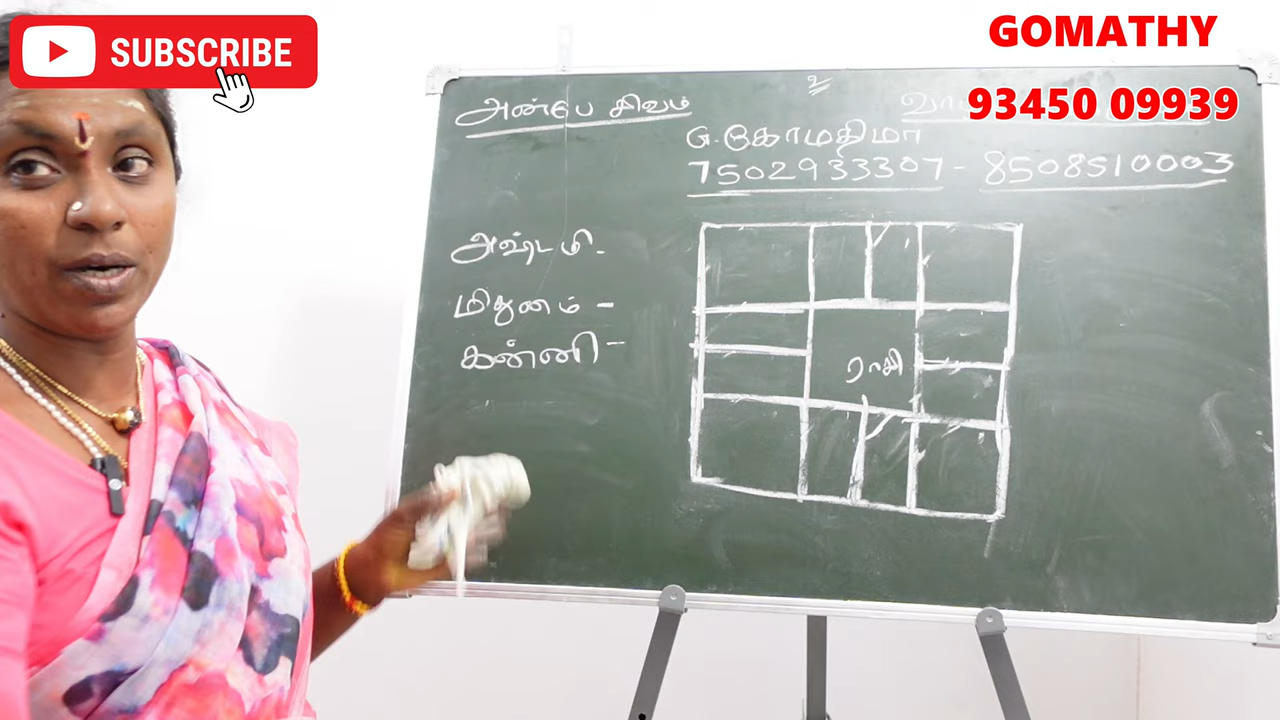 SUBSCRIBE
GOMATHY
93450 09939
உ
அன்பே சிவம்
G.கோமதிமா
7502933307 - 8508510003
அஷ்டமி -
மிதுனம் -
கன்னி -
ராசி